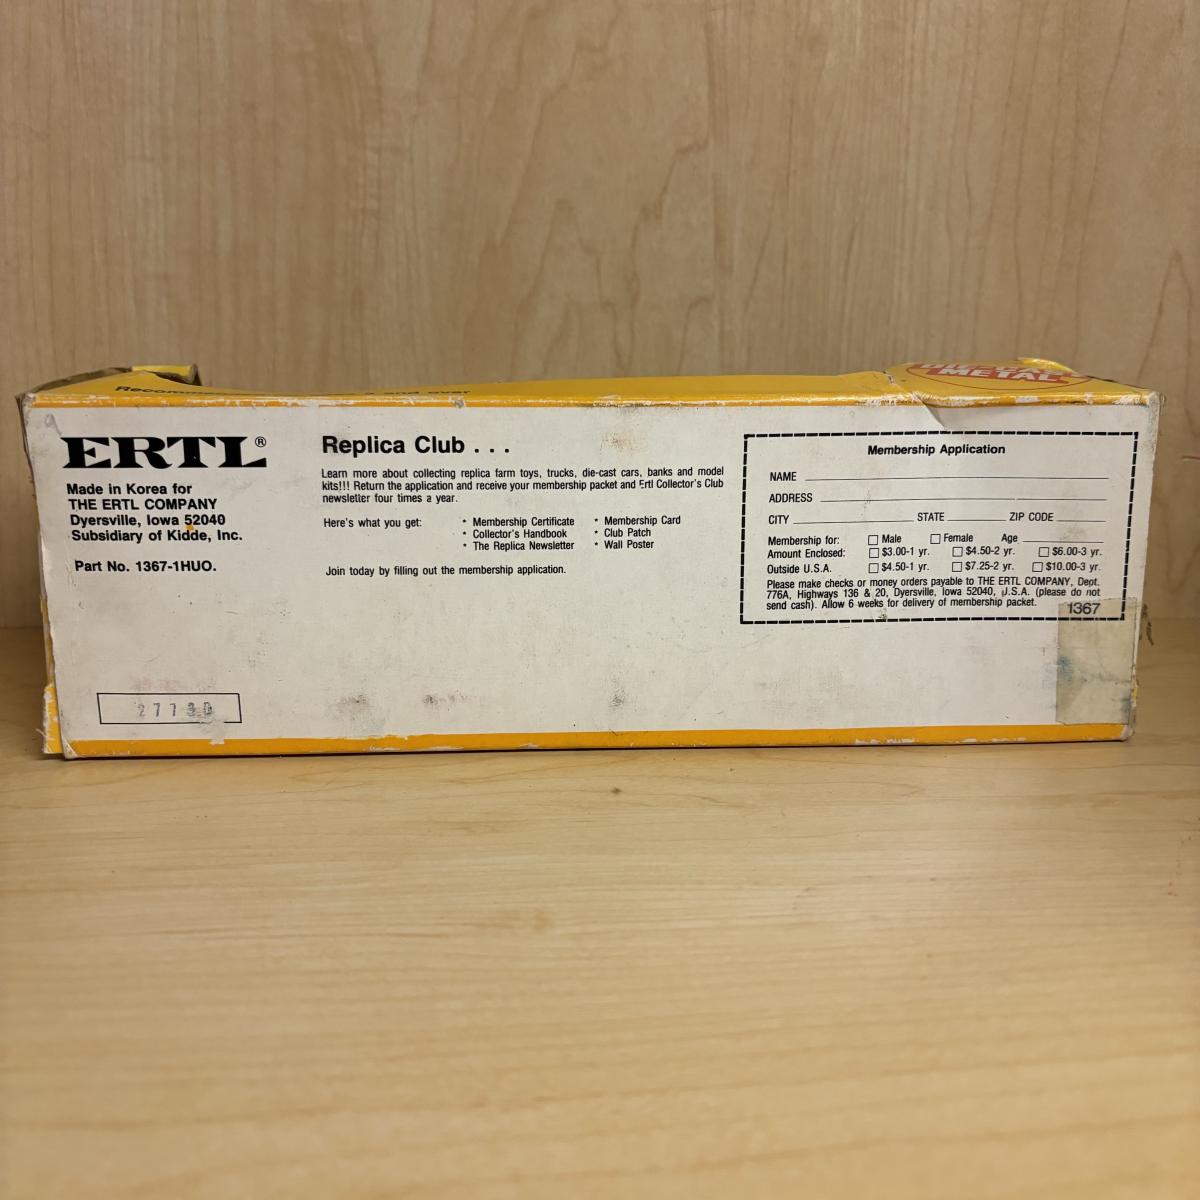 Recomme and over
DIE-CAST
METAL
ERTL®
Made in Korea for
THE ERTL COMPANY
Dyersville, Iowa 52040
Subsidiary of Kidde, Inc.
Part No. 1367-1HUO.
Replica Club . . .
Learn more about collecting replica farm toys, trucks, die-cast cars, banks and model
kits!!! Return the application and receive your membership packet and Ertl Collector's Club
newsletter four times a year.
Here's what you get:
* Membership Certificate
* Collector's Handbook
* The Replica Newsletter
* Membership Card
* Club Patch
* Wall Poster
Join today by filling out the membership application.
Membership Application
NAME
ADDRESS
CITY STATE ZIP CODE
Membership for: Male Female Age
Amount Enclosed: $3.00-1 yr. $4.50-2 yr. $6.00-3 yr.
Outside U.S.A. $4.50-1 yr. $7.25-2 yr. $10.00-3 yr.
Please make checks or money orders payable to THE ERTL COMPANY, Dept.
776A, Highways 136 & 20, Dyersville, Iowa 52040, U.S.A. (please do not
send cash). Allow 6 weeks for delivery of membership packet.
1367